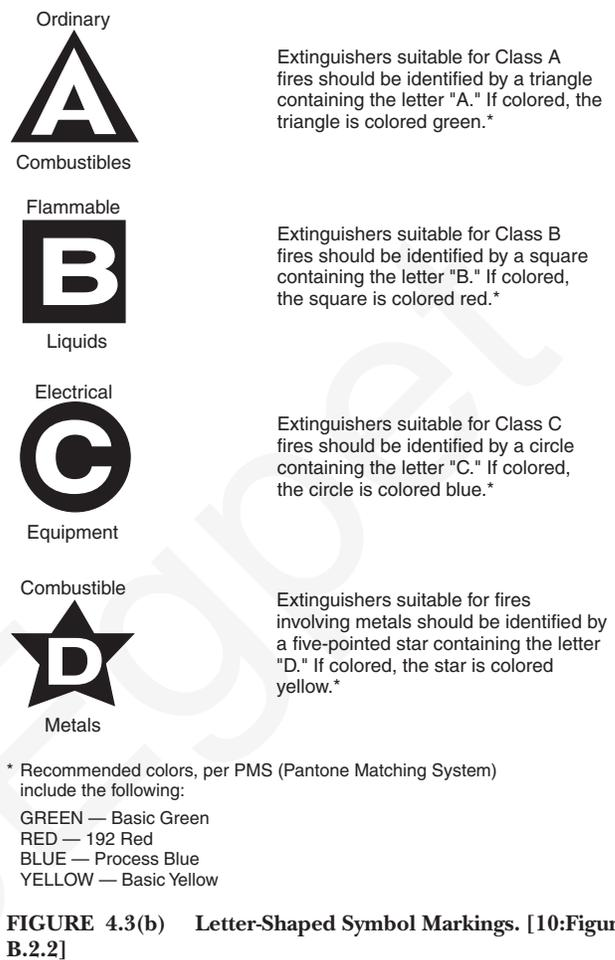 Ordinary
A
Combustibles
Extinguishers suitable for Class A
fires should be identified by a triangle
containing the letter "A." If colored, the
triangle is colored green.*
Flammable
B
Liquids
Extinguishers suitable for Class B
fires should be identified by a square
containing the letter "B." If colored,
the square is colored red.*
Electrical
C
Equipment
Extinguishers suitable for Class C
fires should be identified by a circle
containing the letter "C." If colored,
the circle is colored blue.*
Combustible
D
Metals
Extinguishers suitable for fires
involving metals should be identified by
a five-pointed star containing the letter
"D." If colored, the star is colored
yellow.*
* Recommended colors, per PMS (Pantone Matching System)
include the following:
GREEN — Basic Green
RED — 192 Red
BLUE — Process Blue
YELLOW — Basic Yellow
FIGURE 4.3(b) Letter-Shaped Symbol Markings. [10:Figur
B.2.2]